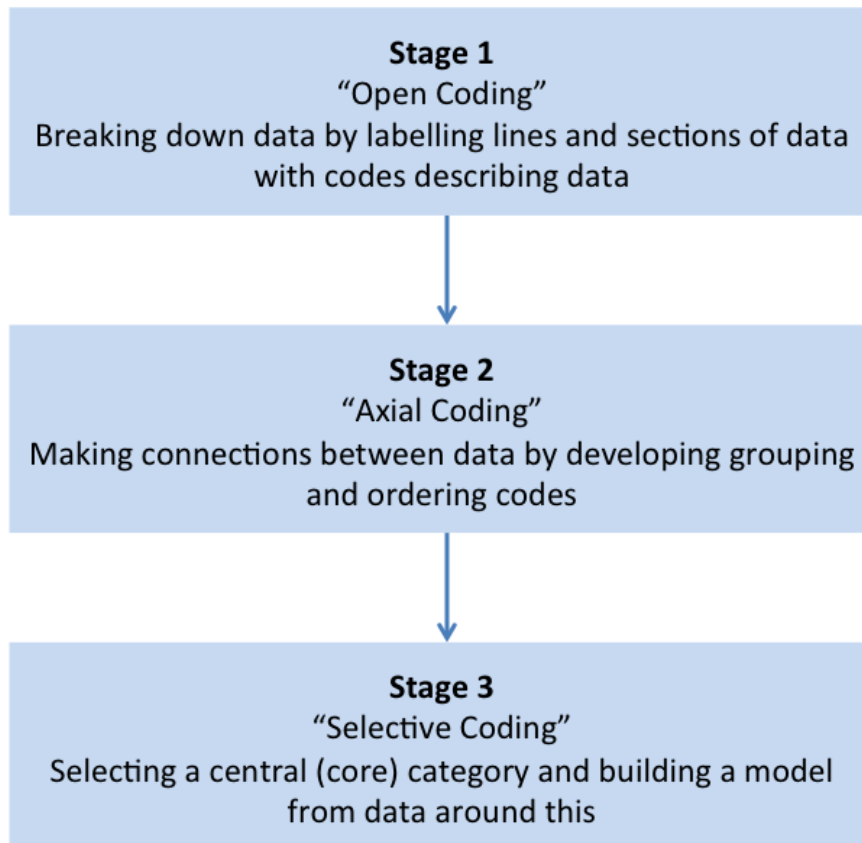 Stage 1
“Open Coding”
Breaking down data by labelling lines and sections of data
with codes describing data
Stage 2
“Axial Coding”
Making connections between data by developing grouping
and ordering codes
Stage 3
“Selective Coding”
Selecting a central (core) category and building a model
from data around this